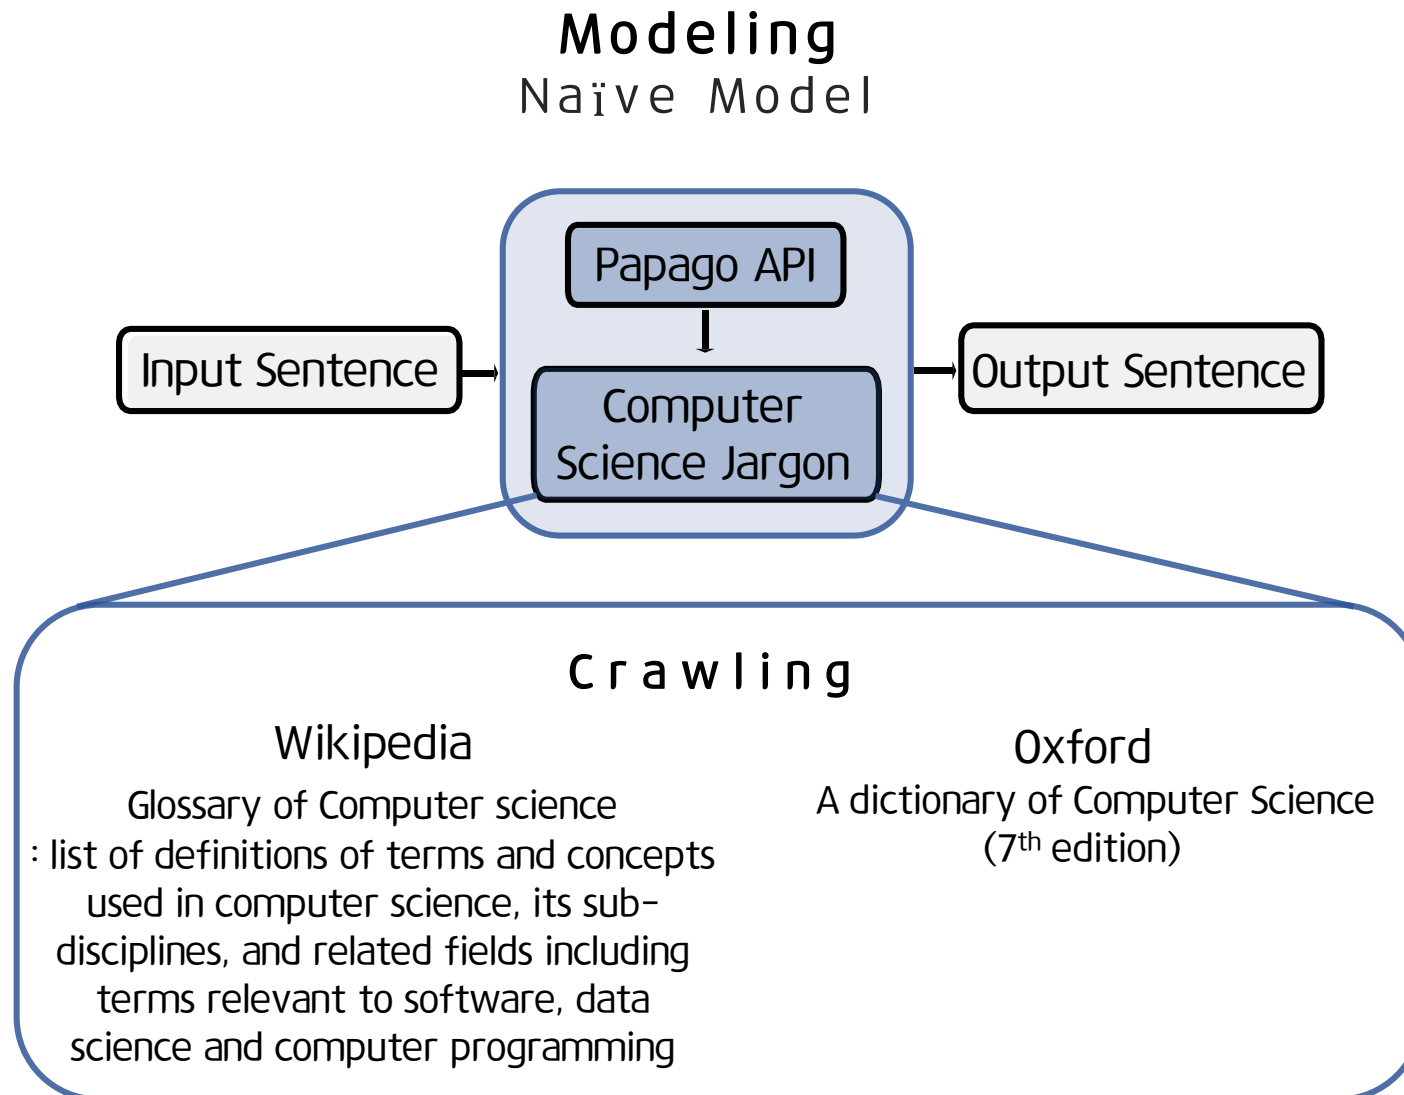 Modeling
Naïve Model
Papago API
Input Sentence
Computer
Science Jargon
Output Sentence
Crawling
Wikipedia
Glossary of Computer science
: list of definitions of terms and concepts
used in computer science, its sub-
disciplines, and related fields including
terms relevant to software, data
science and computer programming
Oxford
A dictionary of Computer Science
(7th edition)